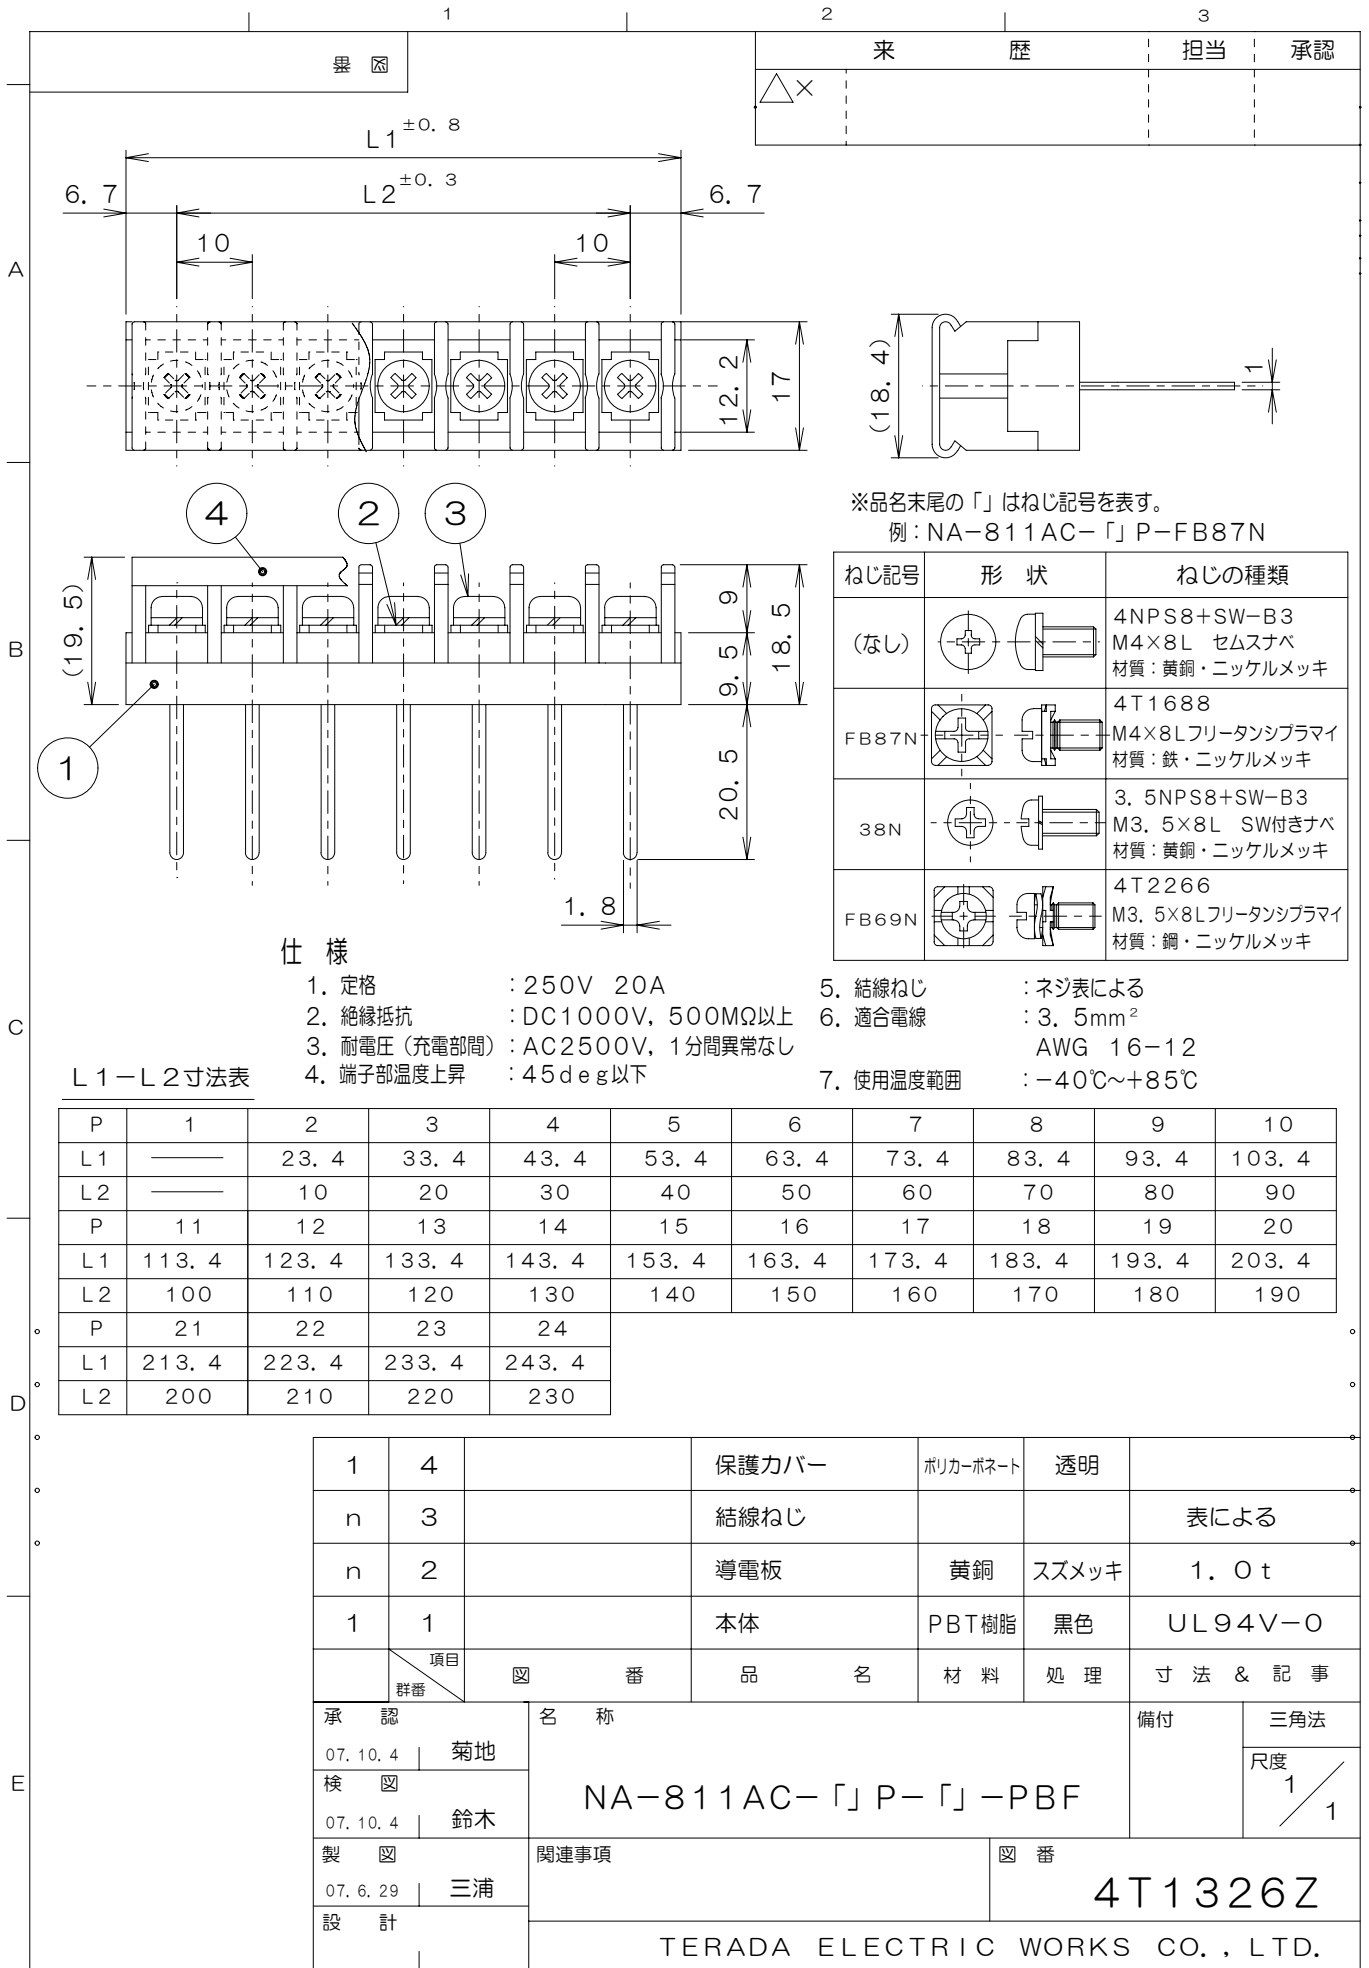 1 2 3
図 番
来 歴 担当 承認
△×
L1±0.8
6.7 L2±0.3 6.7
10 10
A
12.2
17
(18.4)
1
4 2 3
※品名末尾の「」はねじ記号を表す。
例：NA−811AC−「」P−FB87N
ねじ記号 形 状 ねじの種類
(なし) 4NPS8+SW−B3
M4×8L セムスナベ
材質：黄銅・ニッケルメッキ
FB87N 4T1688
M4×8Lフリータンシプラマイ
材質：鉄・ニッケルメッキ
38N 3.5NPS8+SW−B3
M3.5×8L SW付きナベ
材質：黄銅・ニッケルメッキ
FB69N 4T2266
M3.5×8Lフリータンシプラマイ
材質：鋼・ニッケルメッキ
B
(19.5)
9
9.5
18.5
20.5
1
1.8
仕 様
1. 定格 ：250V 20A
2. 絶縁抵抗 ：DC1000V, 500MΩ以上
3. 耐電圧（充電部間）：AC2500V, 1分間異常なし
4. 端子部温度上昇 ：45deg以下
5. 結線ねじ ：ネジ表による
6. 適合電線 ：3.5mm²
AWG 16−12
7. 使用温度範囲 ：−40℃〜+85℃
C
L1−L2寸法表
P 1 2 3 4 5 6 7 8 9 10
L1 ―― 23.4 33.4 43.4 53.4 63.4 73.4 83.4 93.4 103.4
L2 ―― 10 20 30 40 50 60 70 80 90
P 11 12 13 14 15 16 17 18 19 20
L1 113.4 123.4 133.4 143.4 153.4 163.4 173.4 183.4 193.4 203.4
L2 100 110 120 130 140 150 160 170 180 190
P 21 22 23 24
L1 213.4 223.4 233.4 243.4
L2 200 210 220 230
D
1 4 保護カバー ポリカーボネート 透明
n 3 結線ねじ 表による
n 2 導電板 黄銅 スズメッキ 1.0t
1 1 本体 PBT樹脂 黒色 UL94V−0
項目 群番 図 番 品 名 材 料 処 理 寸 法 & 記 事
E
承 認
07.10.4 菊地
検 図
07.10.4 鈴木
製 図
07.6.29 三浦
設 計
名 称
NA−811AC−「」P−「」−PBF
備付 三角法
尺度
1/1
関連事項
図 番
4T1326Z
TERADA ELECTRIC WORKS CO., LTD.